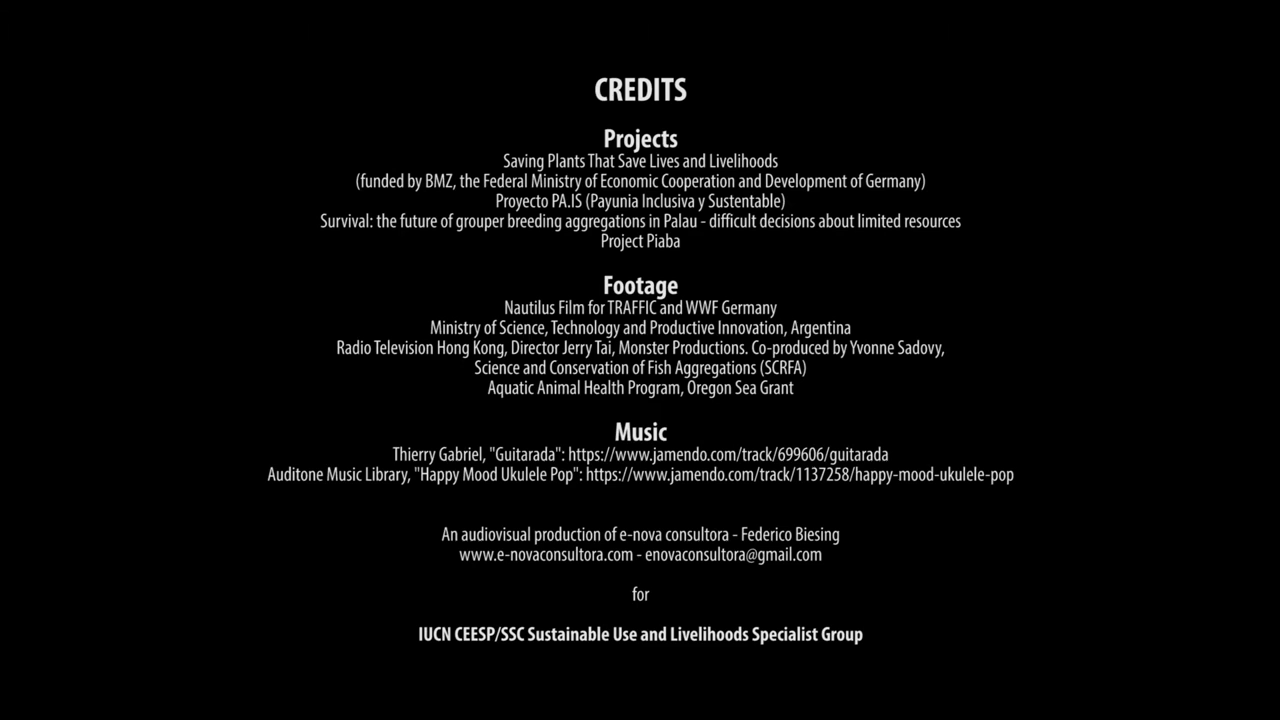 CREDITS
Projects
Saving Plants That Save Lives and Livelihoods
(funded by BMZ, the Federal Ministry of Economic Cooperation and Development of Germany)
Proyecto PA.IS (Payunia Inclusiva y Sustentable)
Survival: the future of grouper breeding aggregations in Palau - difficult decisions about limited resources
Project Piaba
Footage
Nautilus Film for TRAFFIC and WWF Germany
Ministry of Science, Technology and Productive Innovation, Argentina
Radio Television Hong Kong, Director Jerry Tai, Monster Productions. Co-produced by Yvonne Sadovy,
Science and Conservation of Fish Aggregations (SCRFA)
Aquatic Animal Health Program, Oregon Sea Grant
Music
Thierry Gabriel, "Guitarada": https://www.jamendo.com/track/699606/guitarada
Auditone Music Library, "Happy Mood Ukulele Pop": https://www.jamendo.com/track/1137258/happy-mood-ukulele-pop
An audiovisual production of e-nova consultora - Federico Biesing
www.e-novaconsultora.com - enovaconsultora@gmail.com
for
IUCN CEESP/SSC Sustainable Use and Livelihoods Specialist Group